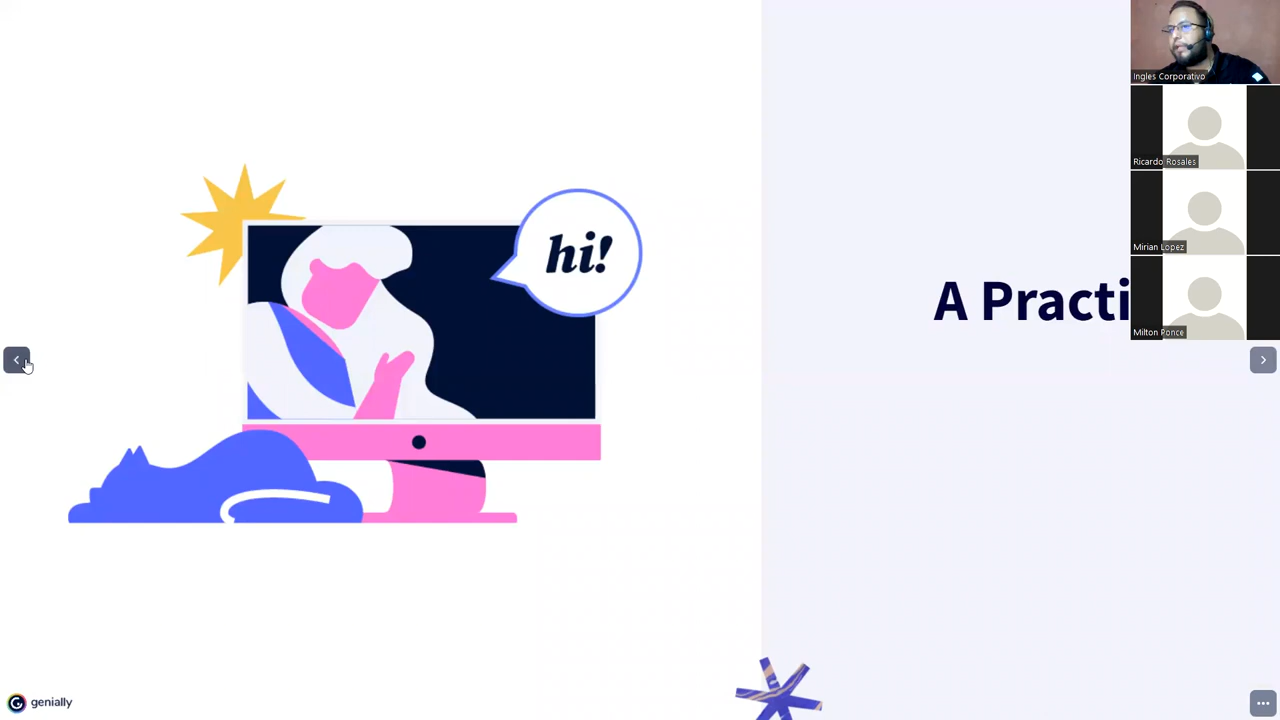 hi!
A Practi
Ingles Corporativo
Ricardo Rosales
Mirian Lopez
Milton Ponce
genially